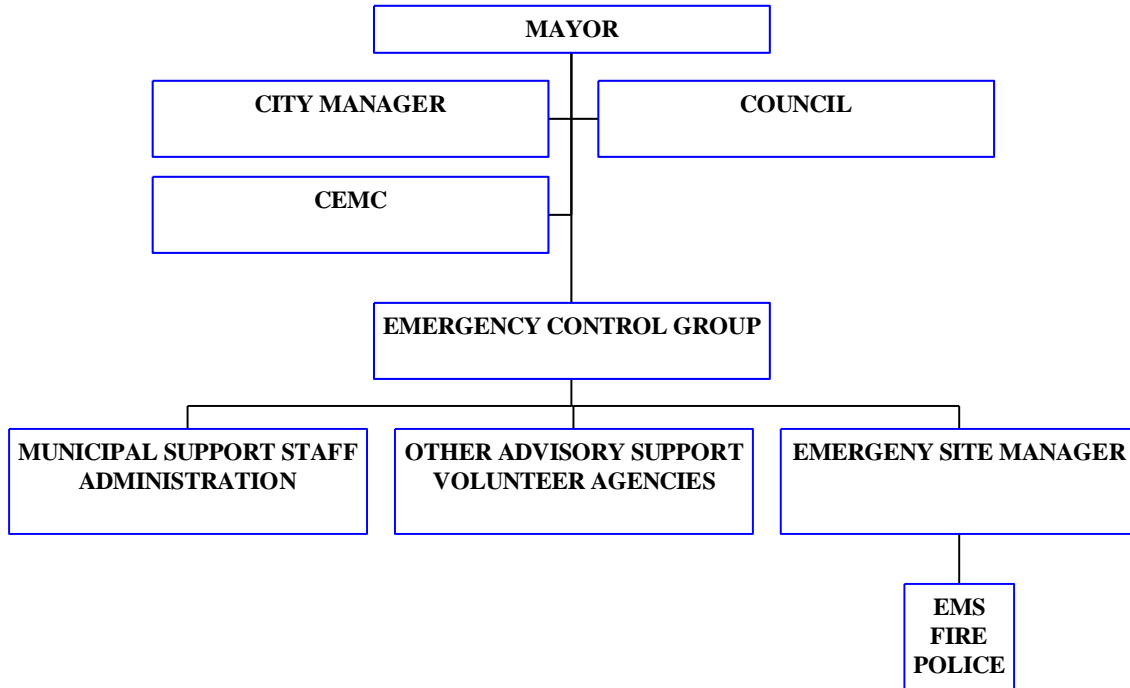 MAYOR
CITY MANAGER
COUNCIL
CEMC
EMERGENCY CONTROL GROUP
MUNICIPAL SUPPORT STAFF
ADMINISTRATION
OTHER ADVISORY SUPPORT
VOLUNTEER AGENCIES
EMERGENY SITE MANAGER
EMS
FIRE
POLICE